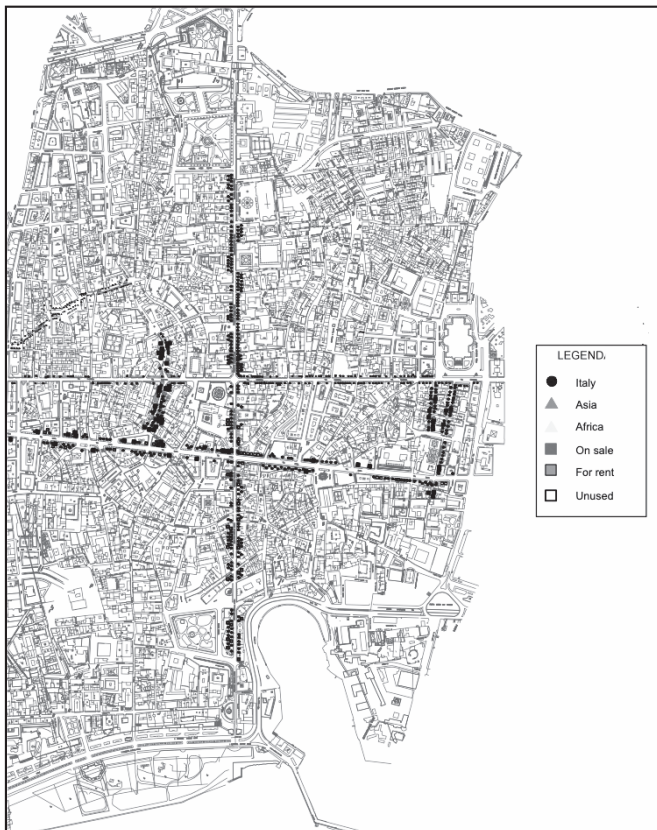 LEGEND
Italy
Asia
Africa
On sale
For rent
Unused